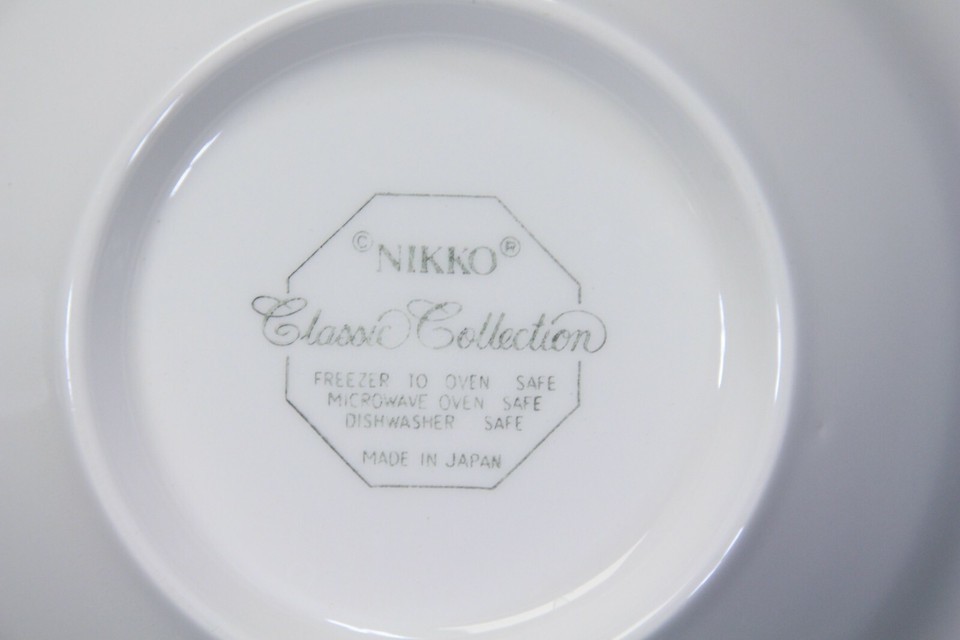 © NIKKO ®
Classic Collection
FREEZER TO OVEN SAFE
MICROWAVE OVEN SAFE
DISHWASHER SAFE
MADE IN JAPAN